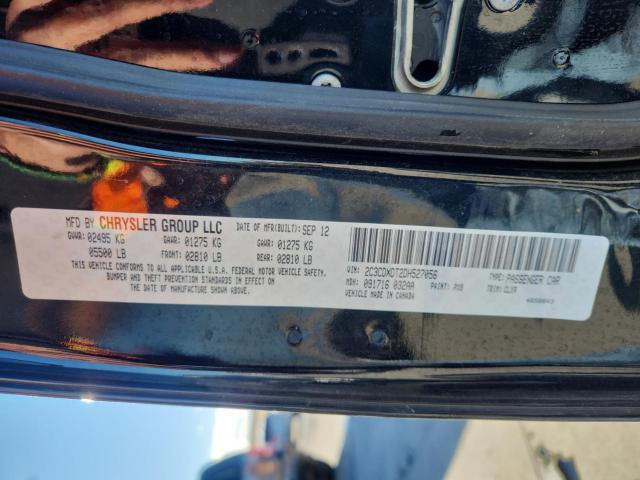 MFD BY CHRYSLER GROUP LLC DATE OF MFR(BUILT): SEP 12
GVWR: 02495 KG GAWR: 01275 KG GAWR: 01275 KG
05500 LB FRONT: 02810 LB REAR: 02810 LB
THIS VEHICLE CONFORMS TO ALL APPLICABLE U.S.A. FEDERAL MOTOR VEHICLE SAFETY,
BUMPER AND THEFT PREVENTION STANDARDS IN EFFECT ON
THE DATE OF MANUFACTURE SHOWN ABOVE.
VIN: 2C3CDXDT2DH527056 TYPE: PASSENGER CAR
MDH: 091716 032AA PAINT: TRIM: CLX9
VEHICLE MADE IN CANADA